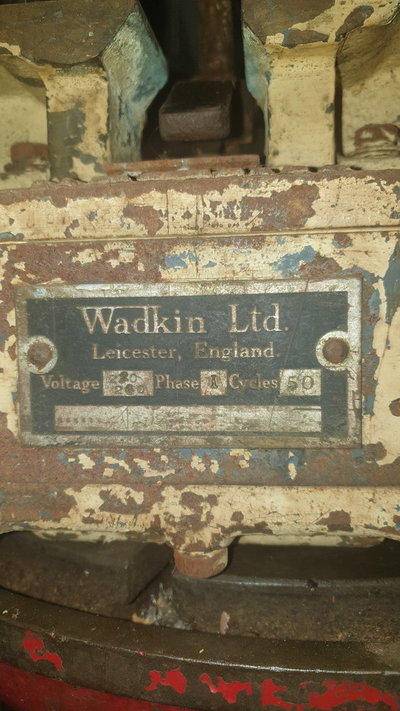 Wadkin Ltd.
Leicester, England.
Voltage Phase Cycles 50